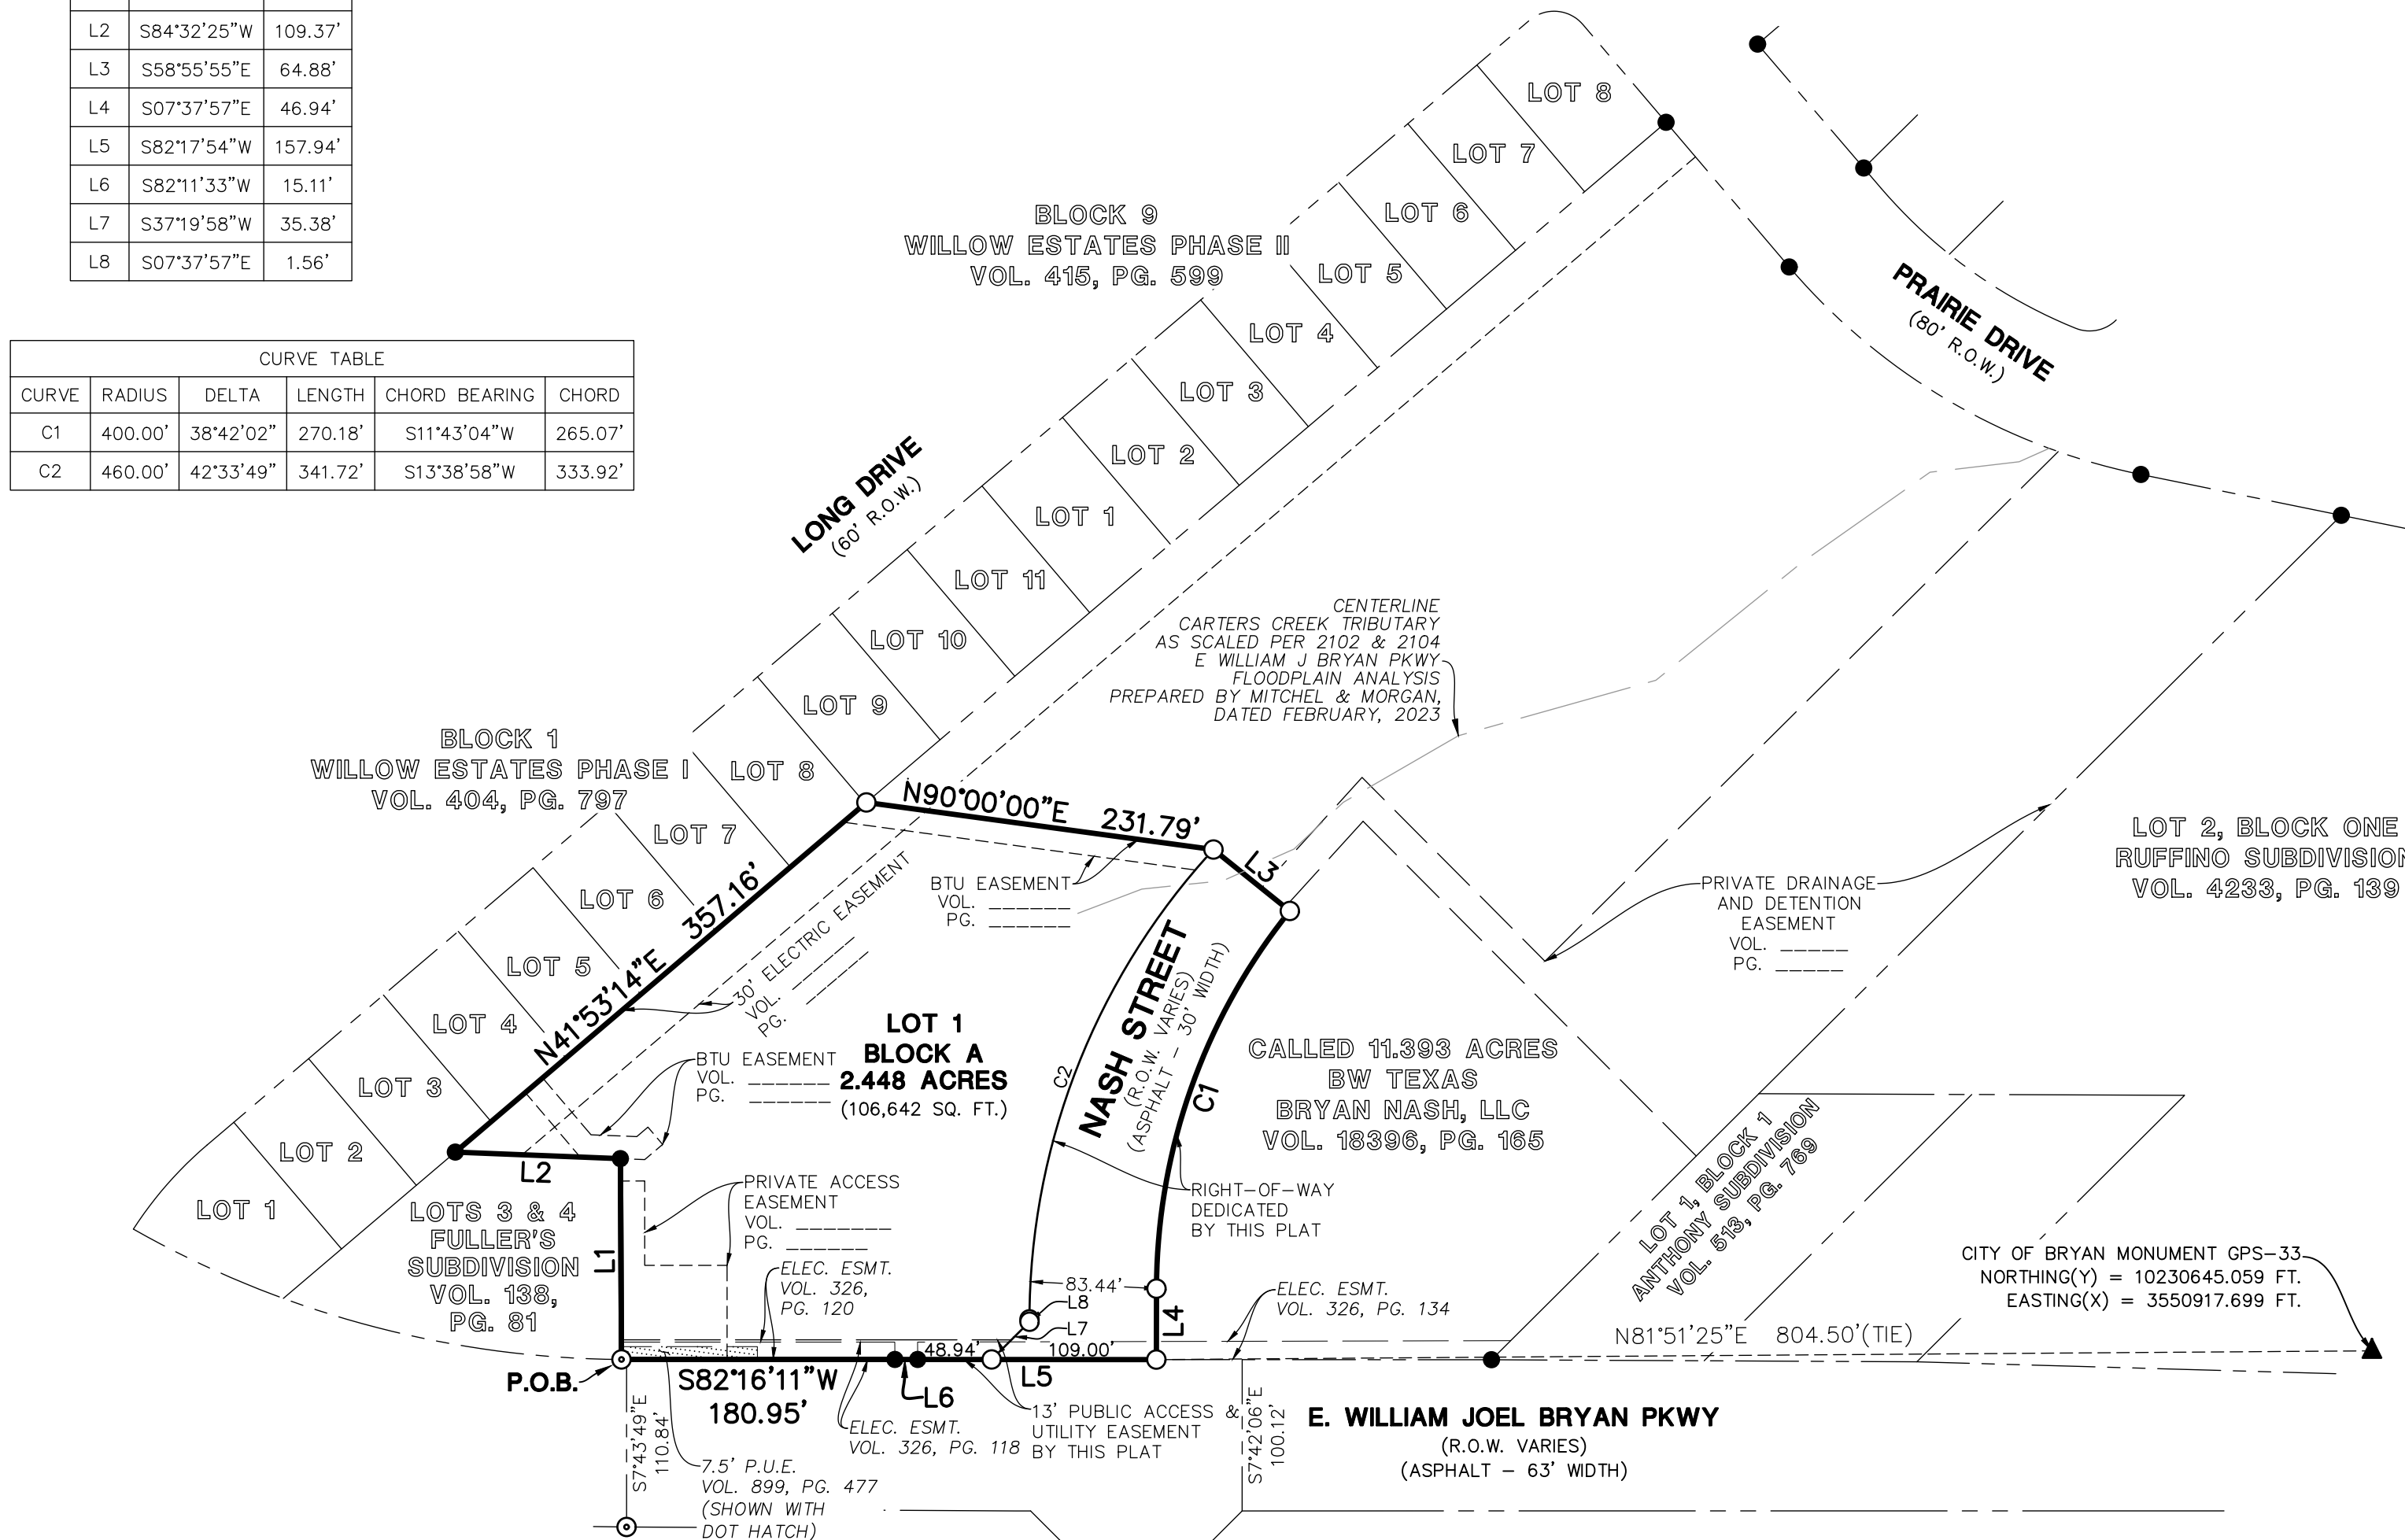 L2 S84°32'25"W 109.37'
L3 S58°55'55"E 64.88'
L4 S07°37'57"E 46.94'
L5 S82°17'54"W 157.94'
L6 S82°11'33"W 15.11'
L7 S37°19'58"W 35.38'
L8 S07°37'57"E 1.56'
CURVE TABLE
CURVE RADIUS DELTA LENGTH CHORD BEARING CHORD
C1 400.00' 38°42'02" 270.18' S11°43'04"W 265.07'
C2 460.00' 42°33'49" 341.72' S13°38'58"W 333.92'
LOT 8
LOT 7
LOT 6
LOT 5
LOT 4
LOT 3
LOT 2
LOT 1
LOT 11
LOT 10
LOT 9
LOT 8
LOT 7
LOT 6
LOT 5
LOT 4
LOT 3
LOT 2
LOT 1
BLOCK 9
WILLOW ESTATES PHASE II
VOL. 415, PG. 599
PRAIRIE DRIVE
(80' R.O.W.)
LONG DRIVE
(60' R.O.W.)
CENTERLINE
CARTERS CREEK TRIBUTARY
AS SCALED PER 2102 & 2104
E WILLIAM J BRYAN PKWY
FLOODPLAIN ANALYSIS
PREPARED BY MITCHEL & MORGAN,
DATED FEBRUARY, 2023
BLOCK 1
WILLOW ESTATES PHASE I
VOL. 404, PG. 797
N90°00'00"E 231.79'
L3
N41°53'14"E 357.16'
30' ELECTRIC EASEMENT
VOL. ______
PG. ______
BTU EASEMENT
VOL. ______
PG. ______
LOT 2, BLOCK ONE
RUFFINO SUBDIVISION
VOL. 4233, PG. 139
PRIVATE DRAINAGE
AND DETENTION
EASEMENT
VOL. _____
PG. _____
NASH STREET
(R.O.W. VARIES)
(ASPHALT - 30' WIDTH)
C2
C1
LOT 1
BLOCK A
2.448 ACRES
(106,642 SQ. FT.)
BTU EASEMENT
VOL. ______
PG. ______
CALLED 11.393 ACRES
BW TEXAS
BRYAN NASH, LLC
VOL. 18396, PG. 165
L2
L1
PRIVATE ACCESS
EASEMENT
VOL. _______
PG. ______
RIGHT-OF-WAY
DEDICATED
BY THIS PLAT
LOTS 3 & 4
FULLER'S
SUBDIVISION
VOL. 138,
PG. 81
LOT 1, BLOCK 1
ANTHONY SUBDIVISION
VOL. 513, PG. 769
ELEC. ESMT.
VOL. 326,
PG. 120
83.44'
L8
L7
L4
ELEC. ESMT.
VOL. 326, PG. 134
CITY OF BRYAN MONUMENT GPS-33
NORTHING(Y) = 10230645.059 FT.
EASTING(X) = 3550917.699 FT.
N81°51'25"E 804.50'(TIE)
48.94'
109.00'
P.O.B.
S82°16'11"W
180.95'
L6
L5
ELEC. ESMT.
VOL. 326, PG. 118
13' PUBLIC ACCESS &
UTILITY EASEMENT
BY THIS PLAT
S7°43'49"E
110.84'
S7°42'06"E
100.12'
E. WILLIAM JOEL BRYAN PKWY
(R.O.W. VARIES)
(ASPHALT - 63' WIDTH)
7.5' P.U.E.
VOL. 899, PG. 477
(SHOWN WITH
DOT HATCH)